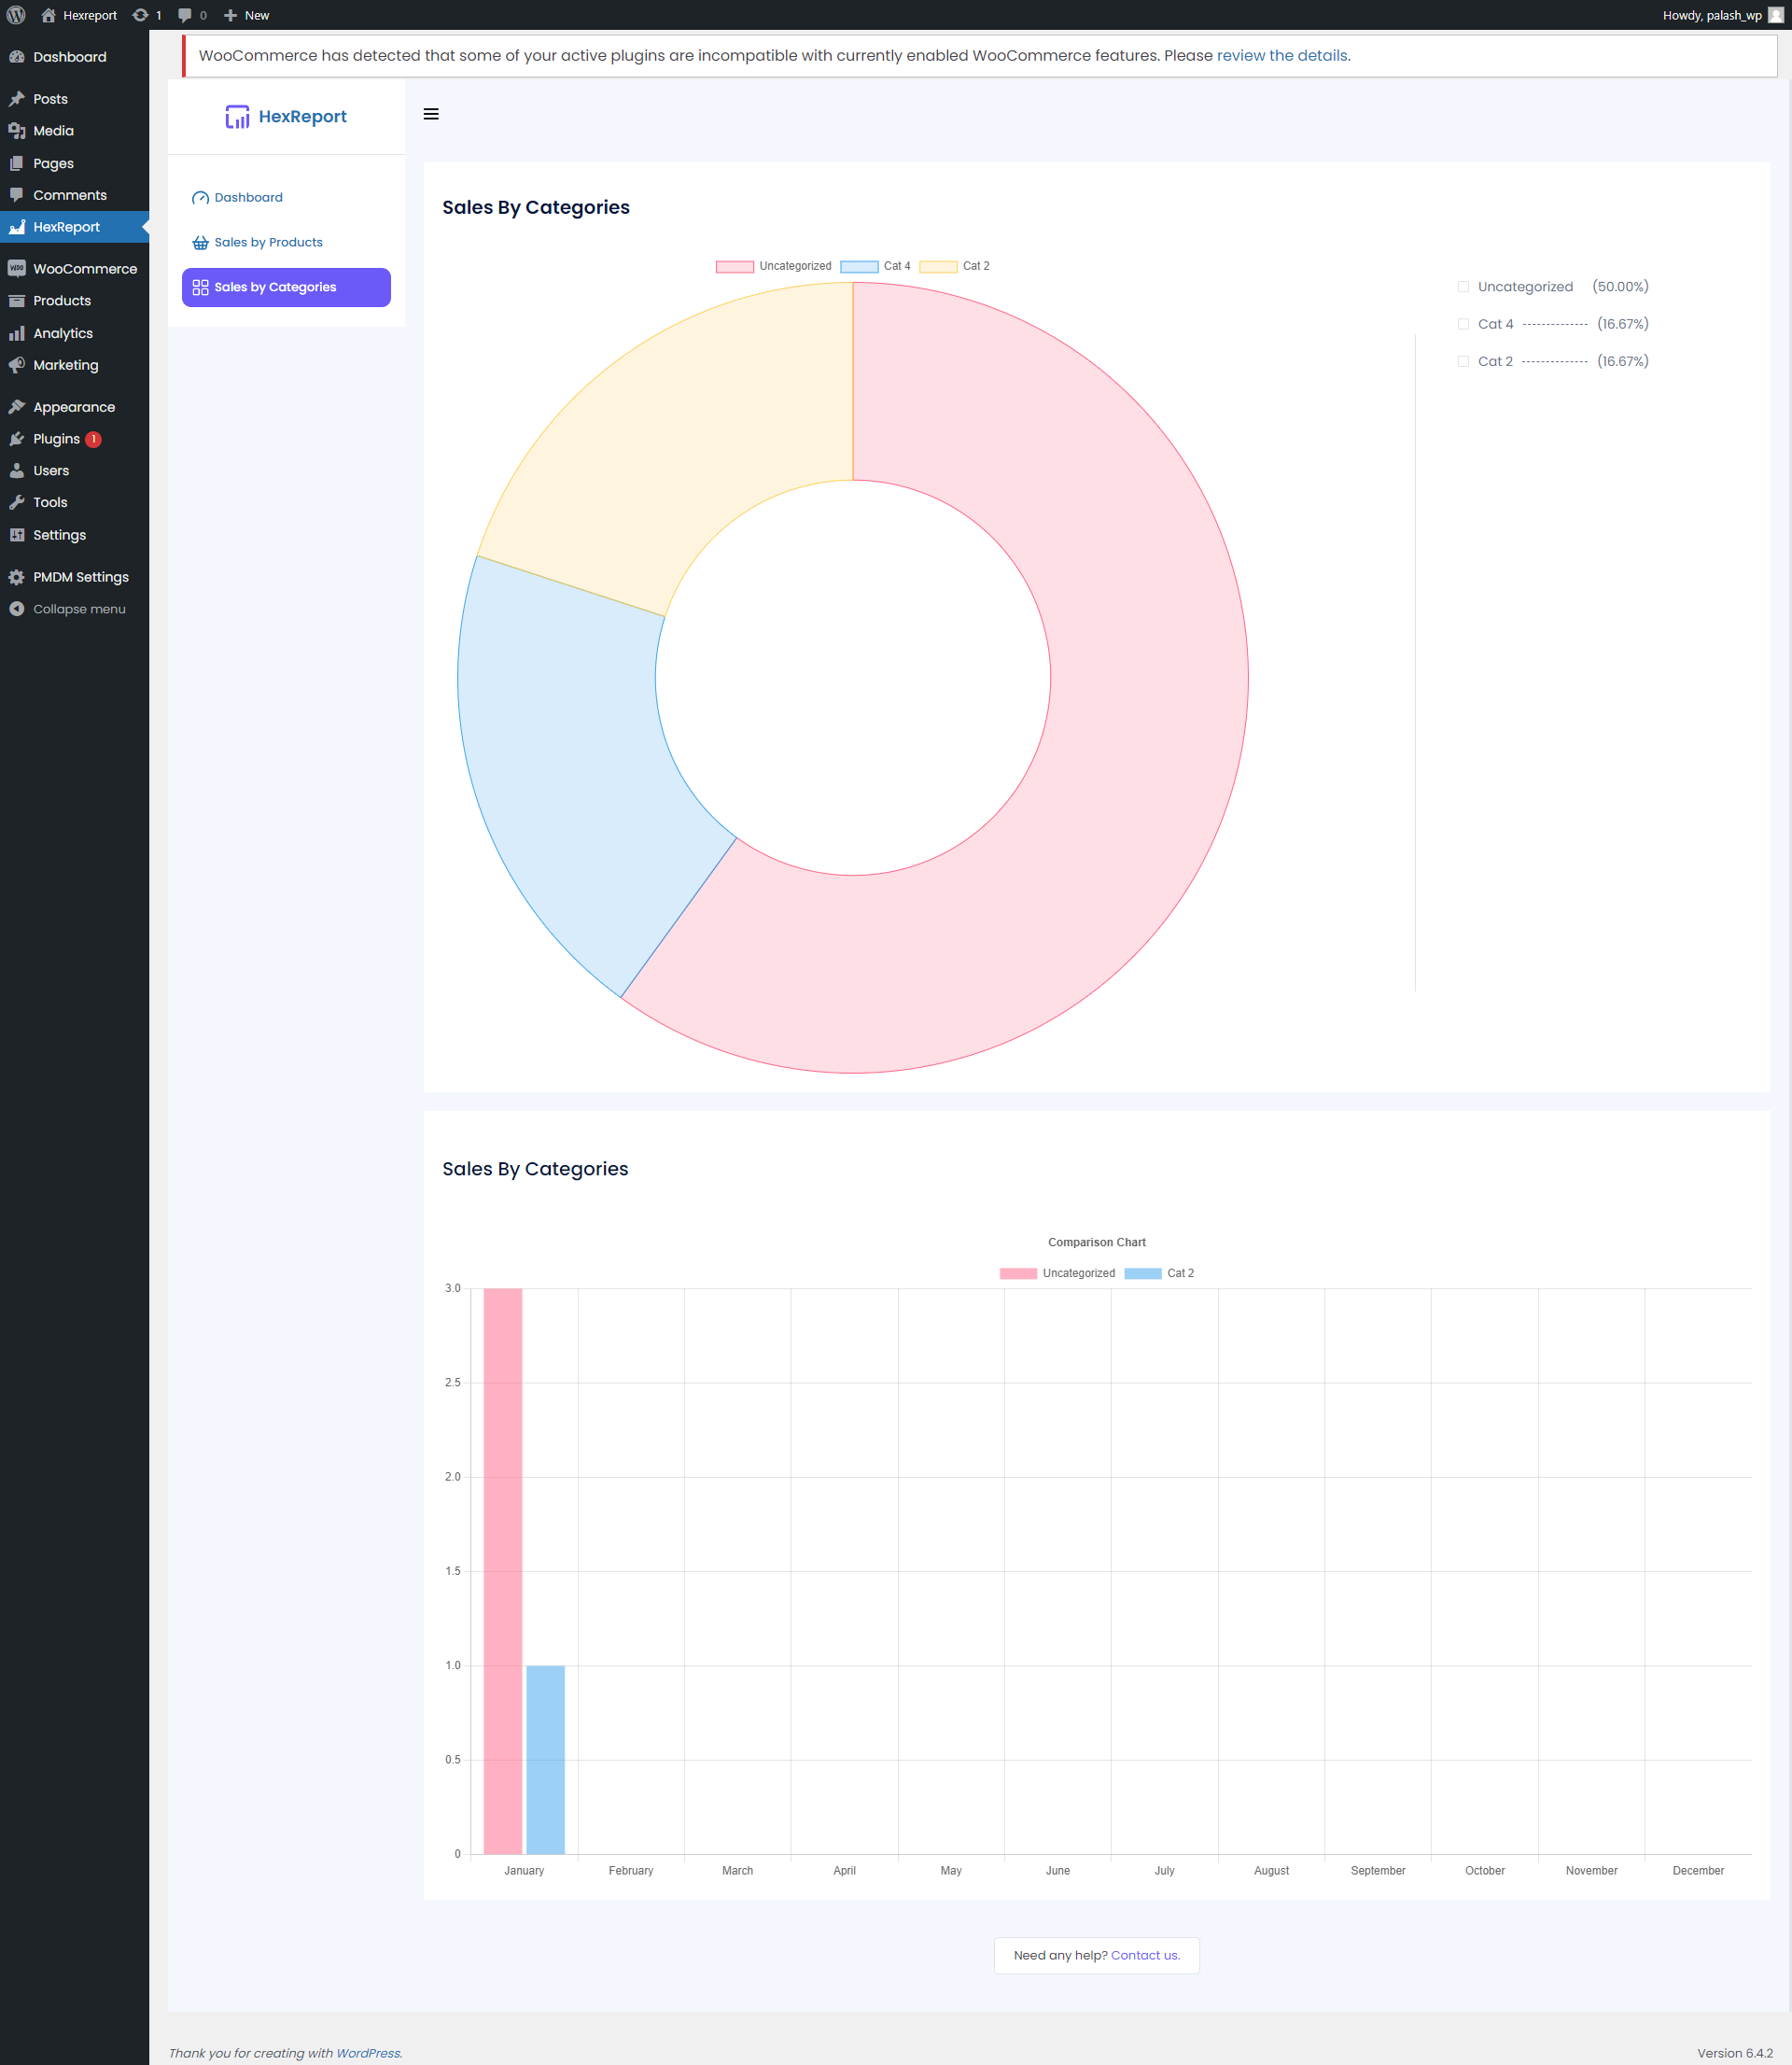 Hexreport 1 0 New Howdy, palash_wp
Dashboard
Posts
Media
Pages
Comments
HexReport
WooCommerce
Products
Analytics
Marketing
Appearance
Plugins 1
Users
Tools
Settings
PMDM Settings
Collapse menu
WooCommerce has detected that some of your active plugins are incompatible with currently enabled WooCommerce features. Please review the details.
HexReport
Dashboard
Sales by Products
Sales by Categories
Sales By Categories
Uncategorized Cat 4 Cat 2
Uncategorized (50.00%)
Cat 4 -------------- (16.67%)
Cat 2 -------------- (16.67%)
Sales By Categories
Comparison Chart
Uncategorized Cat 2
3.0
2.5
2.0
1.5
1.0
0.5
0
January February March April May June July August September October November December
Need any help? Contact us.
Thank you for creating with WordPress. Version 6.4.2